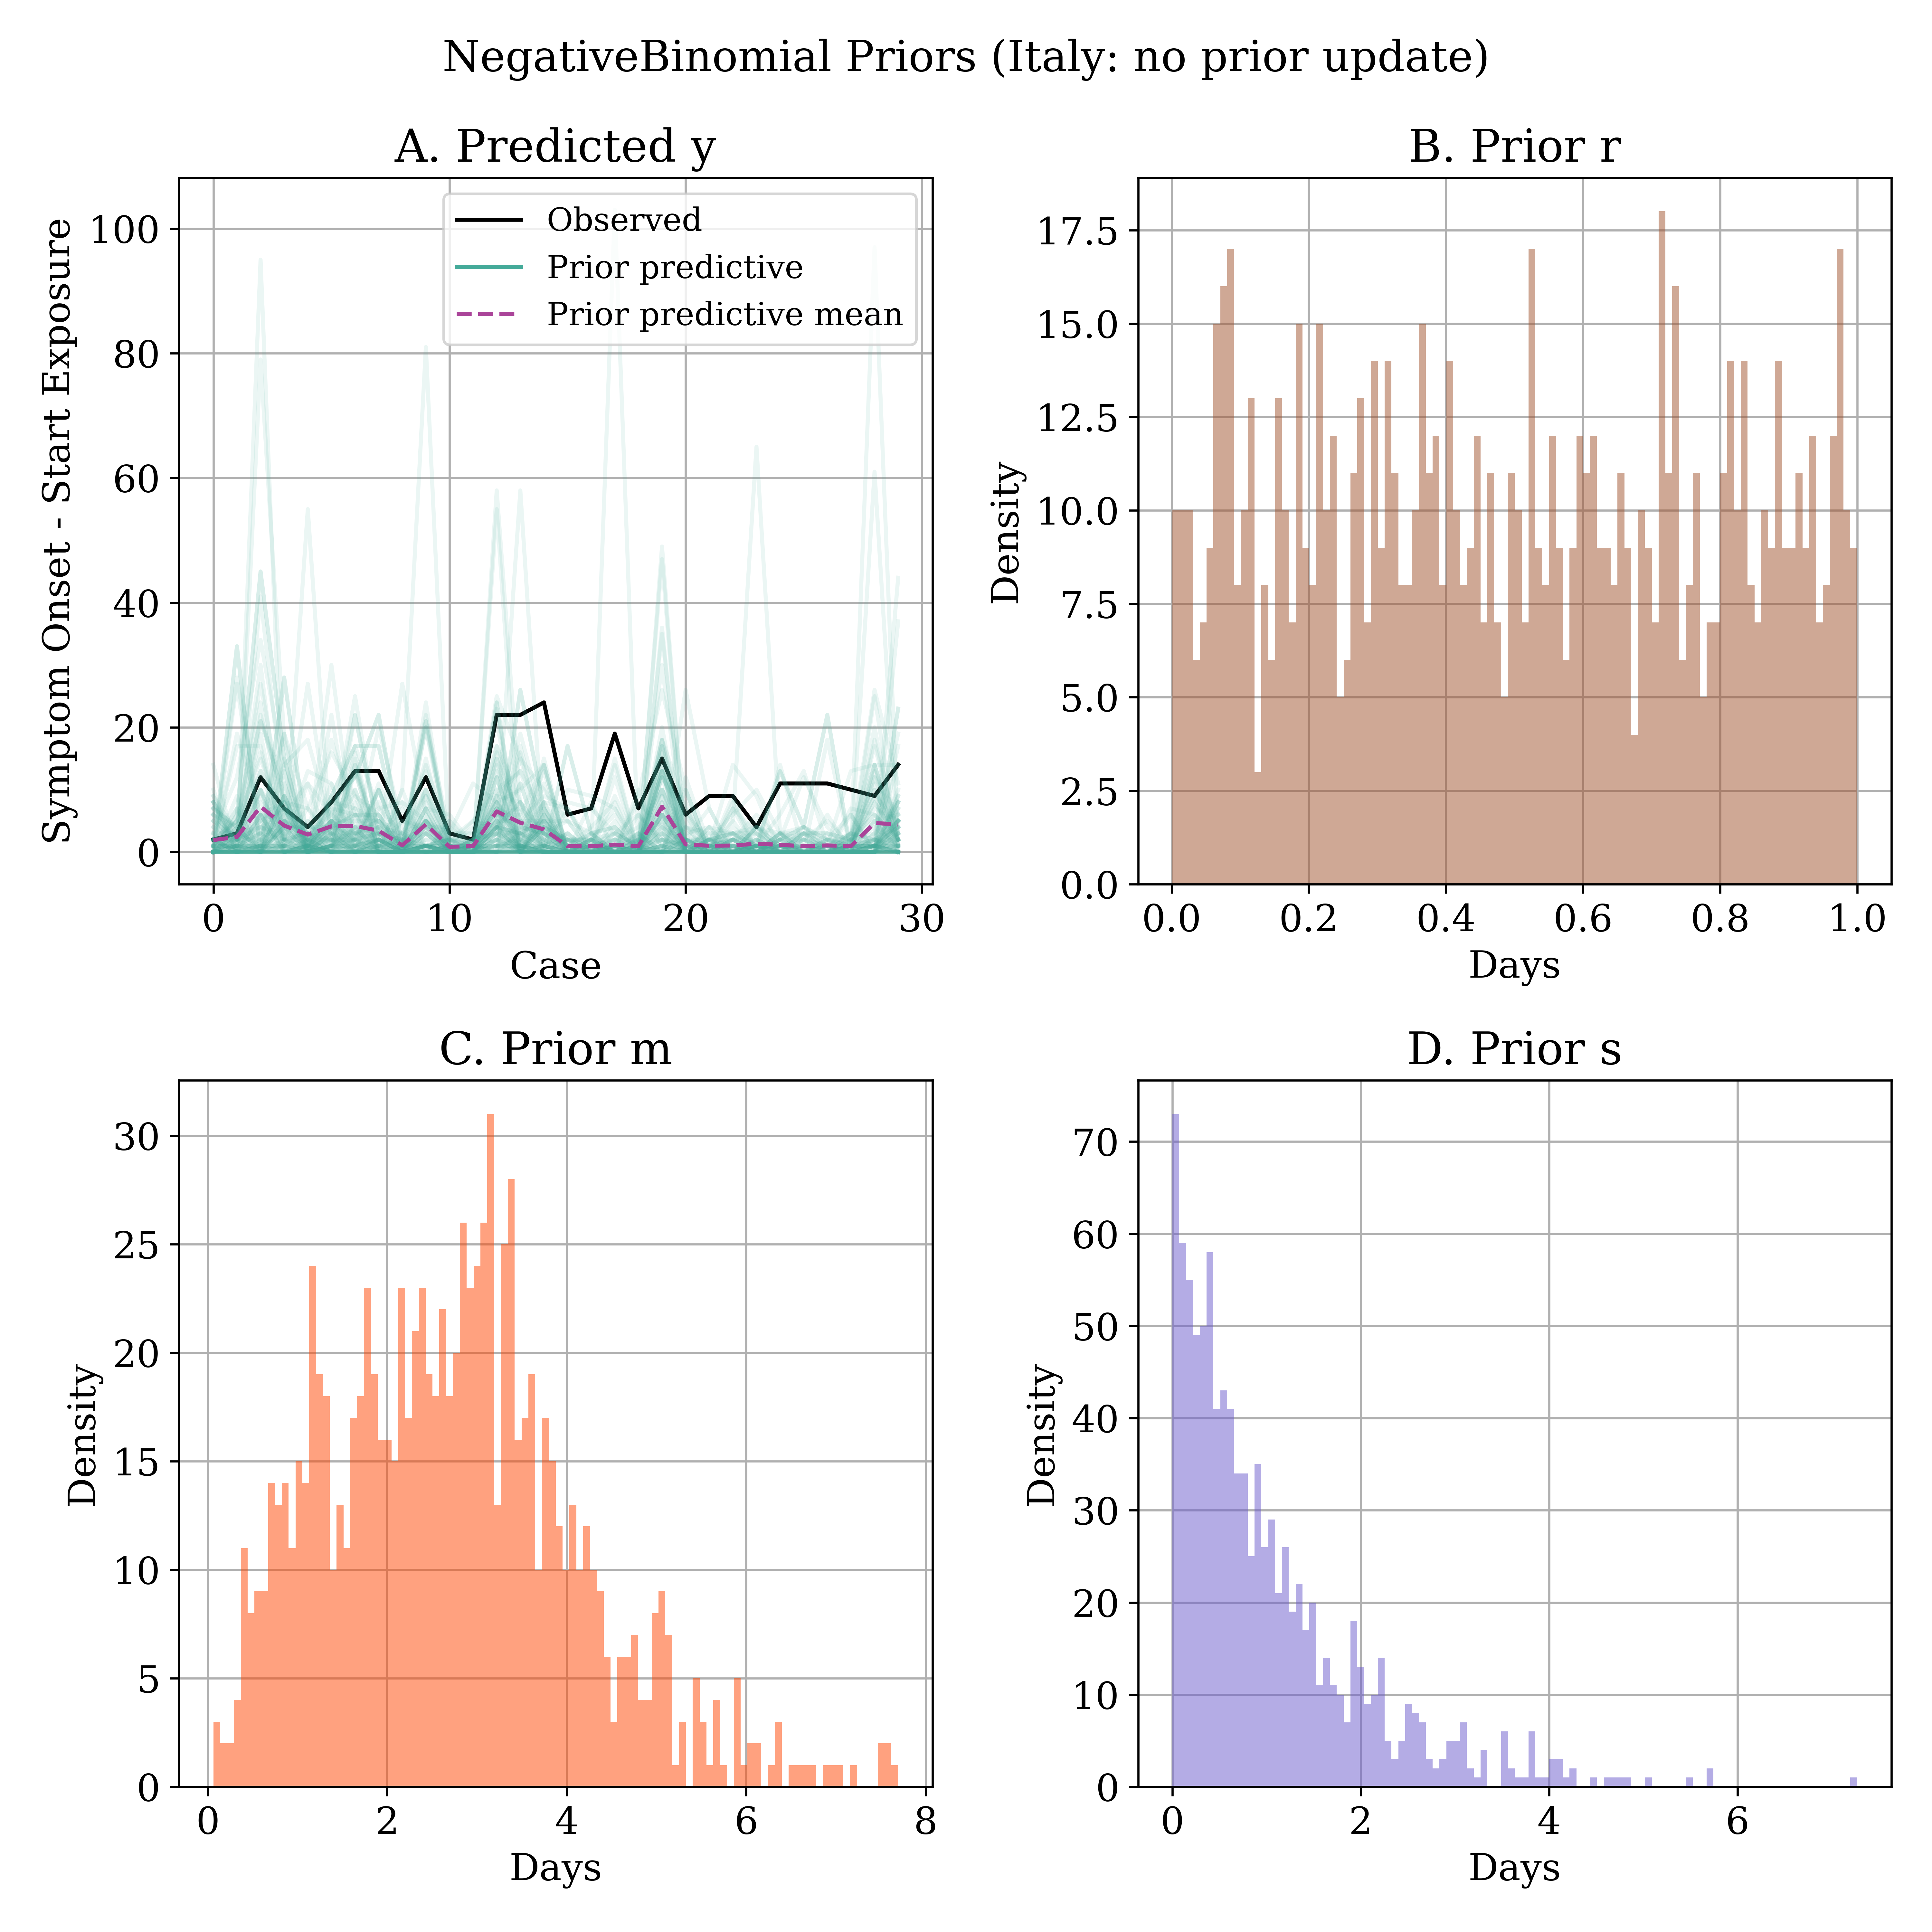 NegativeBinomial Priors (Italy: no prior update)
A. Predicted y
Symptom Onset - Start Exposure
100
80
60
40
20
0
Observed
Prior predictive
Prior predictive mean
0 10 20 30
Case
B. Prior r
Density
17.5
15.0
12.5
10.0
7.5
5.0
2.5
0.0
0.0 0.2 0.4 0.6 0.8 1.0
Days
C. Prior m
Density
30
25
20
15
10
5
0
0 2 4 6 8
Days
D. Prior s
Density
70
60
50
40
30
20
10
0
0 2 4 6
Days